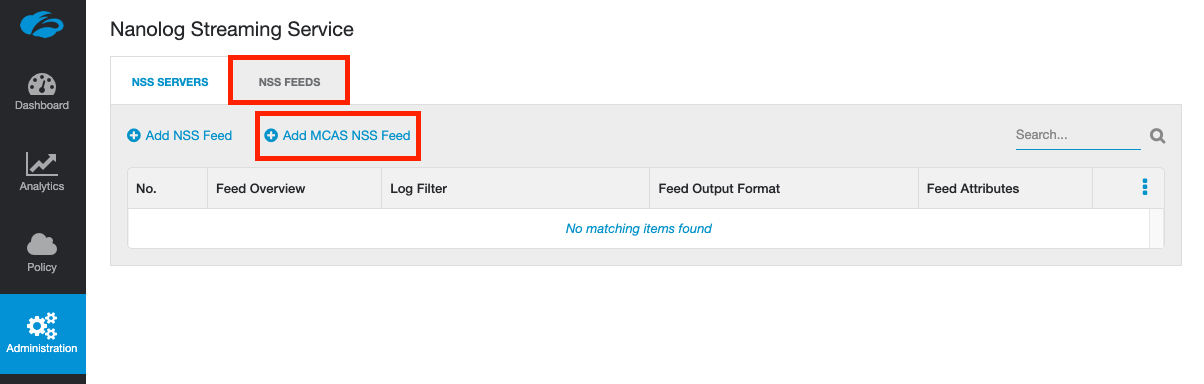 Nanolog Streaming Service
NSS SERVERS NSS FEEDS
Add NSS Feed Add MCAS NSS Feed Search...
No. Feed Overview Log Filter Feed Output Format Feed Attributes
No matching items found
Dashboard
Analytics
Policy
Administration